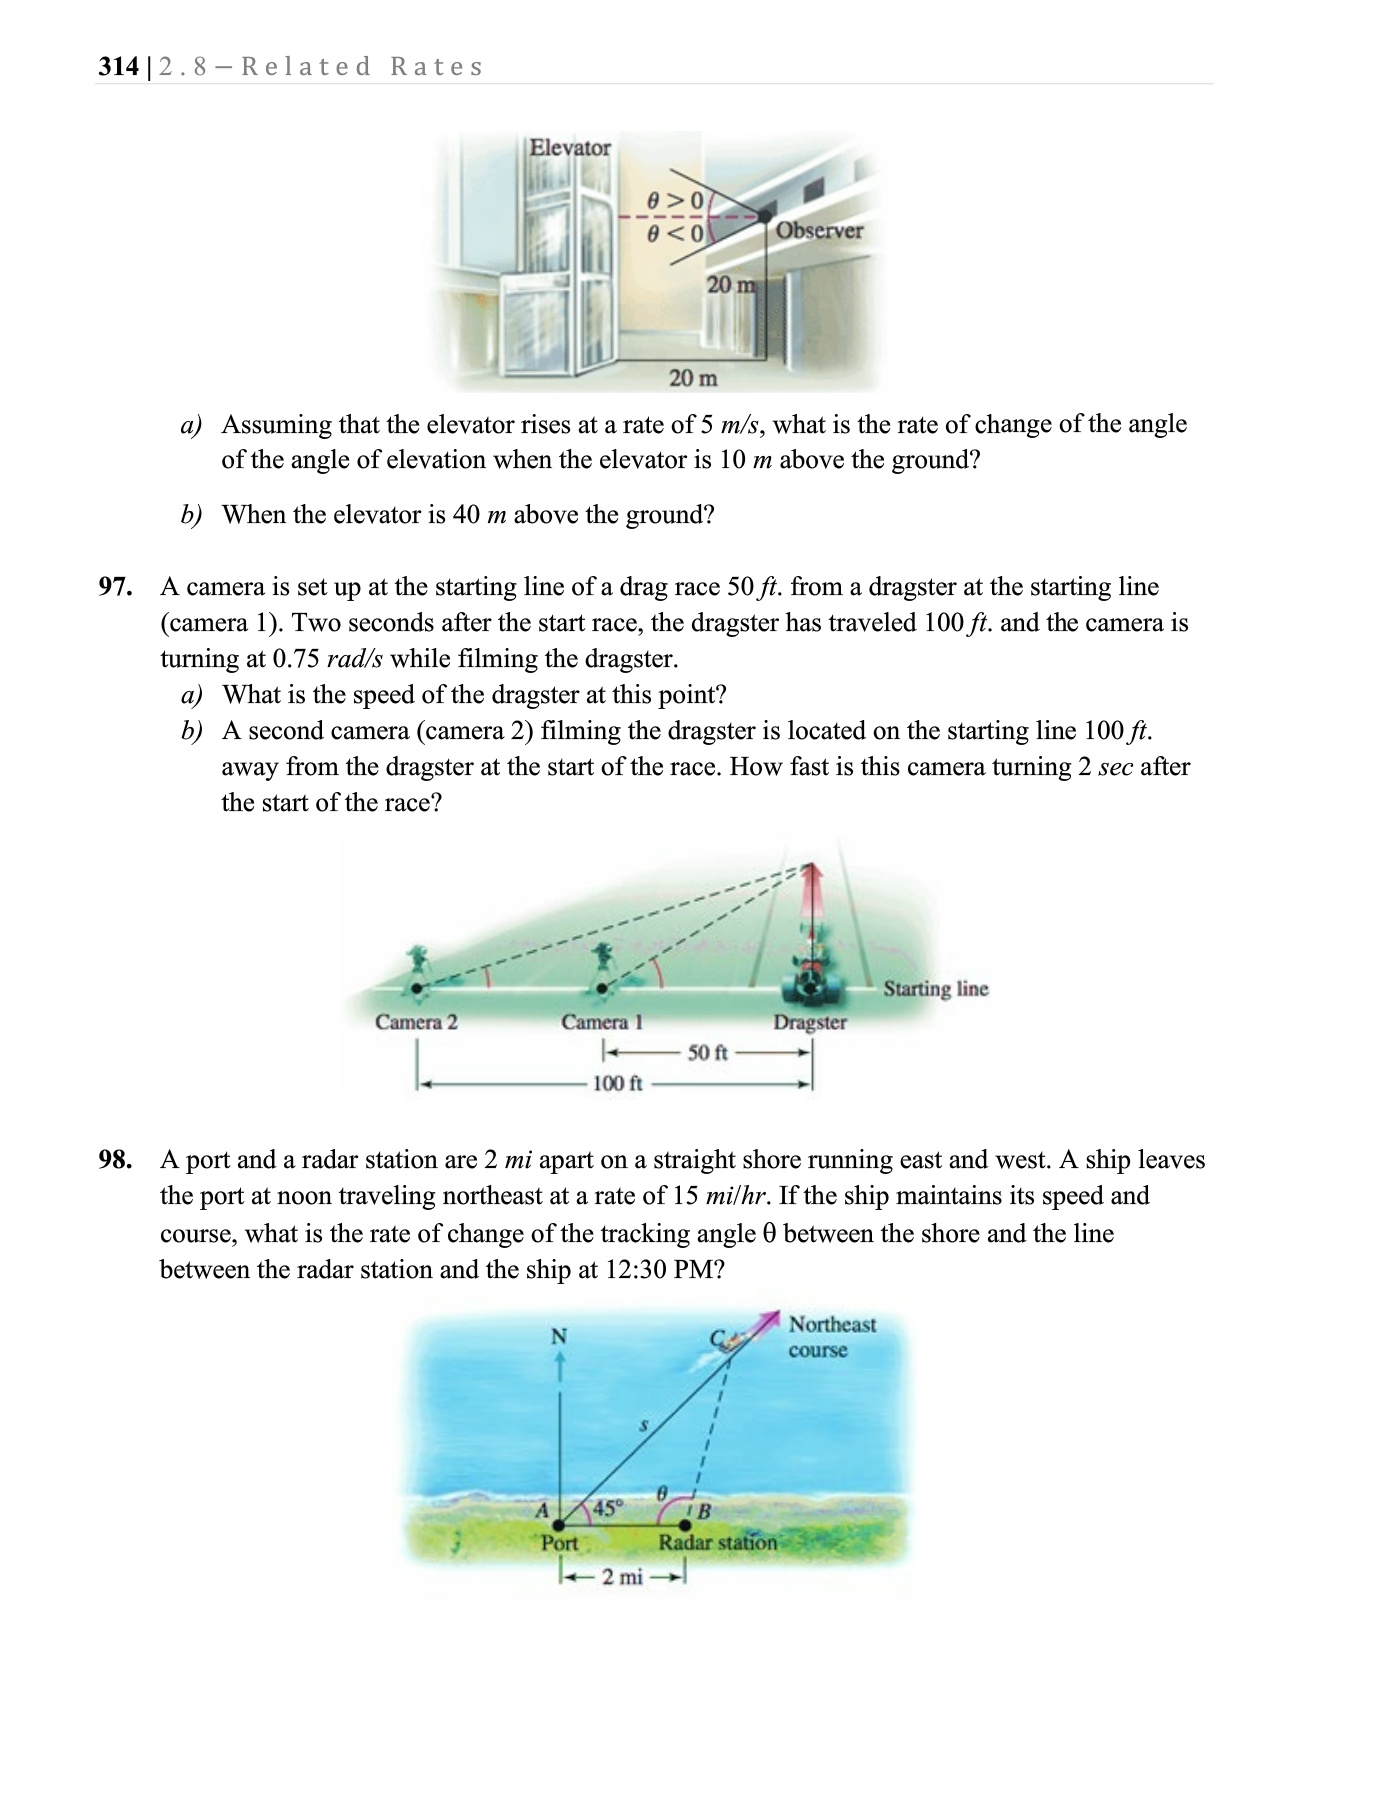 314 | 2.8 – Related Rates
Elevator
θ > 0
θ < 0
Observer
20 m
20 m
a) Assuming that the elevator rises at a rate of 5 m/s, what is the rate of change of the angle
of the angle of elevation when the elevator is 10 m above the ground?
b) When the elevator is 40 m above the ground?
97. A camera is set up at the starting line of a drag race 50 ft. from a dragster at the starting line
(camera 1). Two seconds after the start race, the dragster has traveled 100 ft. and the camera is
turning at 0.75 rad/s while filming the dragster.
a) What is the speed of the dragster at this point?
b) A second camera (camera 2) filming the dragster is located on the starting line 100 ft.
away from the dragster at the start of the race. How fast is this camera turning 2 sec after
the start of the race?
Starting line
Camera 2 Camera 1 Dragster
50 ft
100 ft
98. A port and a radar station are 2 mi apart on a straight shore running east and west. A ship leaves
the port at noon traveling northeast at a rate of 15 mi/hr. If the ship maintains its speed and
course, what is the rate of change of the tracking angle θ between the shore and the line
between the radar station and the ship at 12:30 PM?
N
C
Northeast
course
s
θ
A 45° B
Port Radar station
2 mi